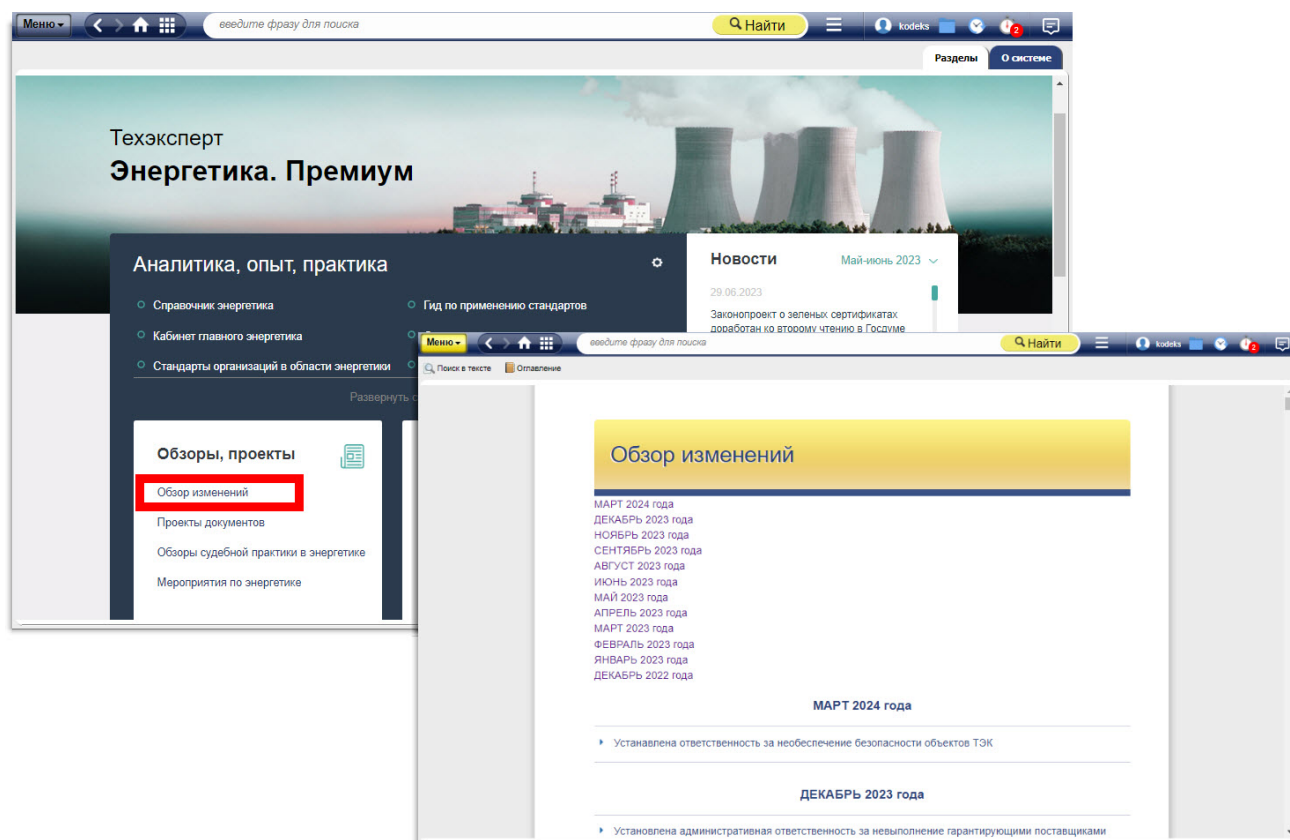 Меню
введите фразу для поиска
Найти
kodeks
2
Разделы
О системе
Техэксперт
Энергетика. Премиум
Аналитика, опыт, практика
Справочник энергетика
Гид по применению стандартов
Кабинет главного энергетика
Стандарты организаций в области энергетики
Развернуть
Новости
Май-июнь 2023
29.06.2023
Законопроект о зеленых сертификатах
доработан ко второму чтению в Госдуме
Обзоры, проекты
Обзор изменений
Проекты документов
Обзоры судебной практики в энергетике
Мероприятия по энергетике
Меню
введите фразу для поиска
Найти
kodeks
2
Поиск в тексте
Оглавление
Обзор изменений
МАРТ 2024 года
ДЕКАБРЬ 2023 года
НОЯБРЬ 2023 года
СЕНТЯБРЬ 2023 года
АВГУСТ 2023 года
ИЮНЬ 2023 года
МАЙ 2023 года
АПРЕЛЬ 2023 года
МАРТ 2023 года
ФЕВРАЛЬ 2023 года
ЯНВАРЬ 2023 года
ДЕКАБРЬ 2022 года
МАРТ 2024 года
Устанавлена ответственность за необеспечение безопасности объектов ТЭК
ДЕКАБРЬ 2023 года
Установлена административная ответственность за невыполнение гарантирующими поставщиками